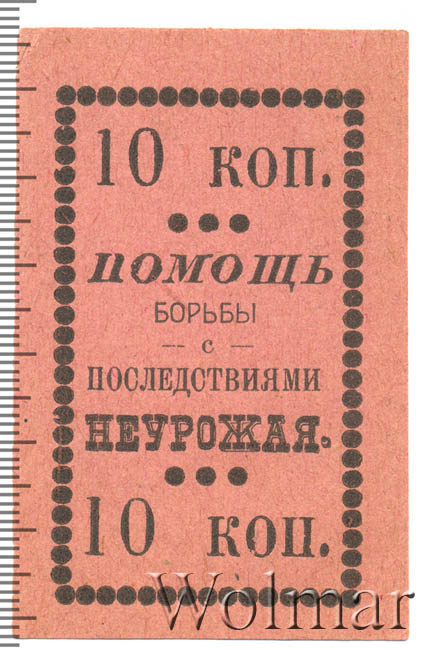 10 коп.
ПОМОЩЬ
БОРЬБЫ
— с —
ПОСЛЕДСТВИЯМИ
НЕУРОЖАЯ.
10 коп.
Wolmar